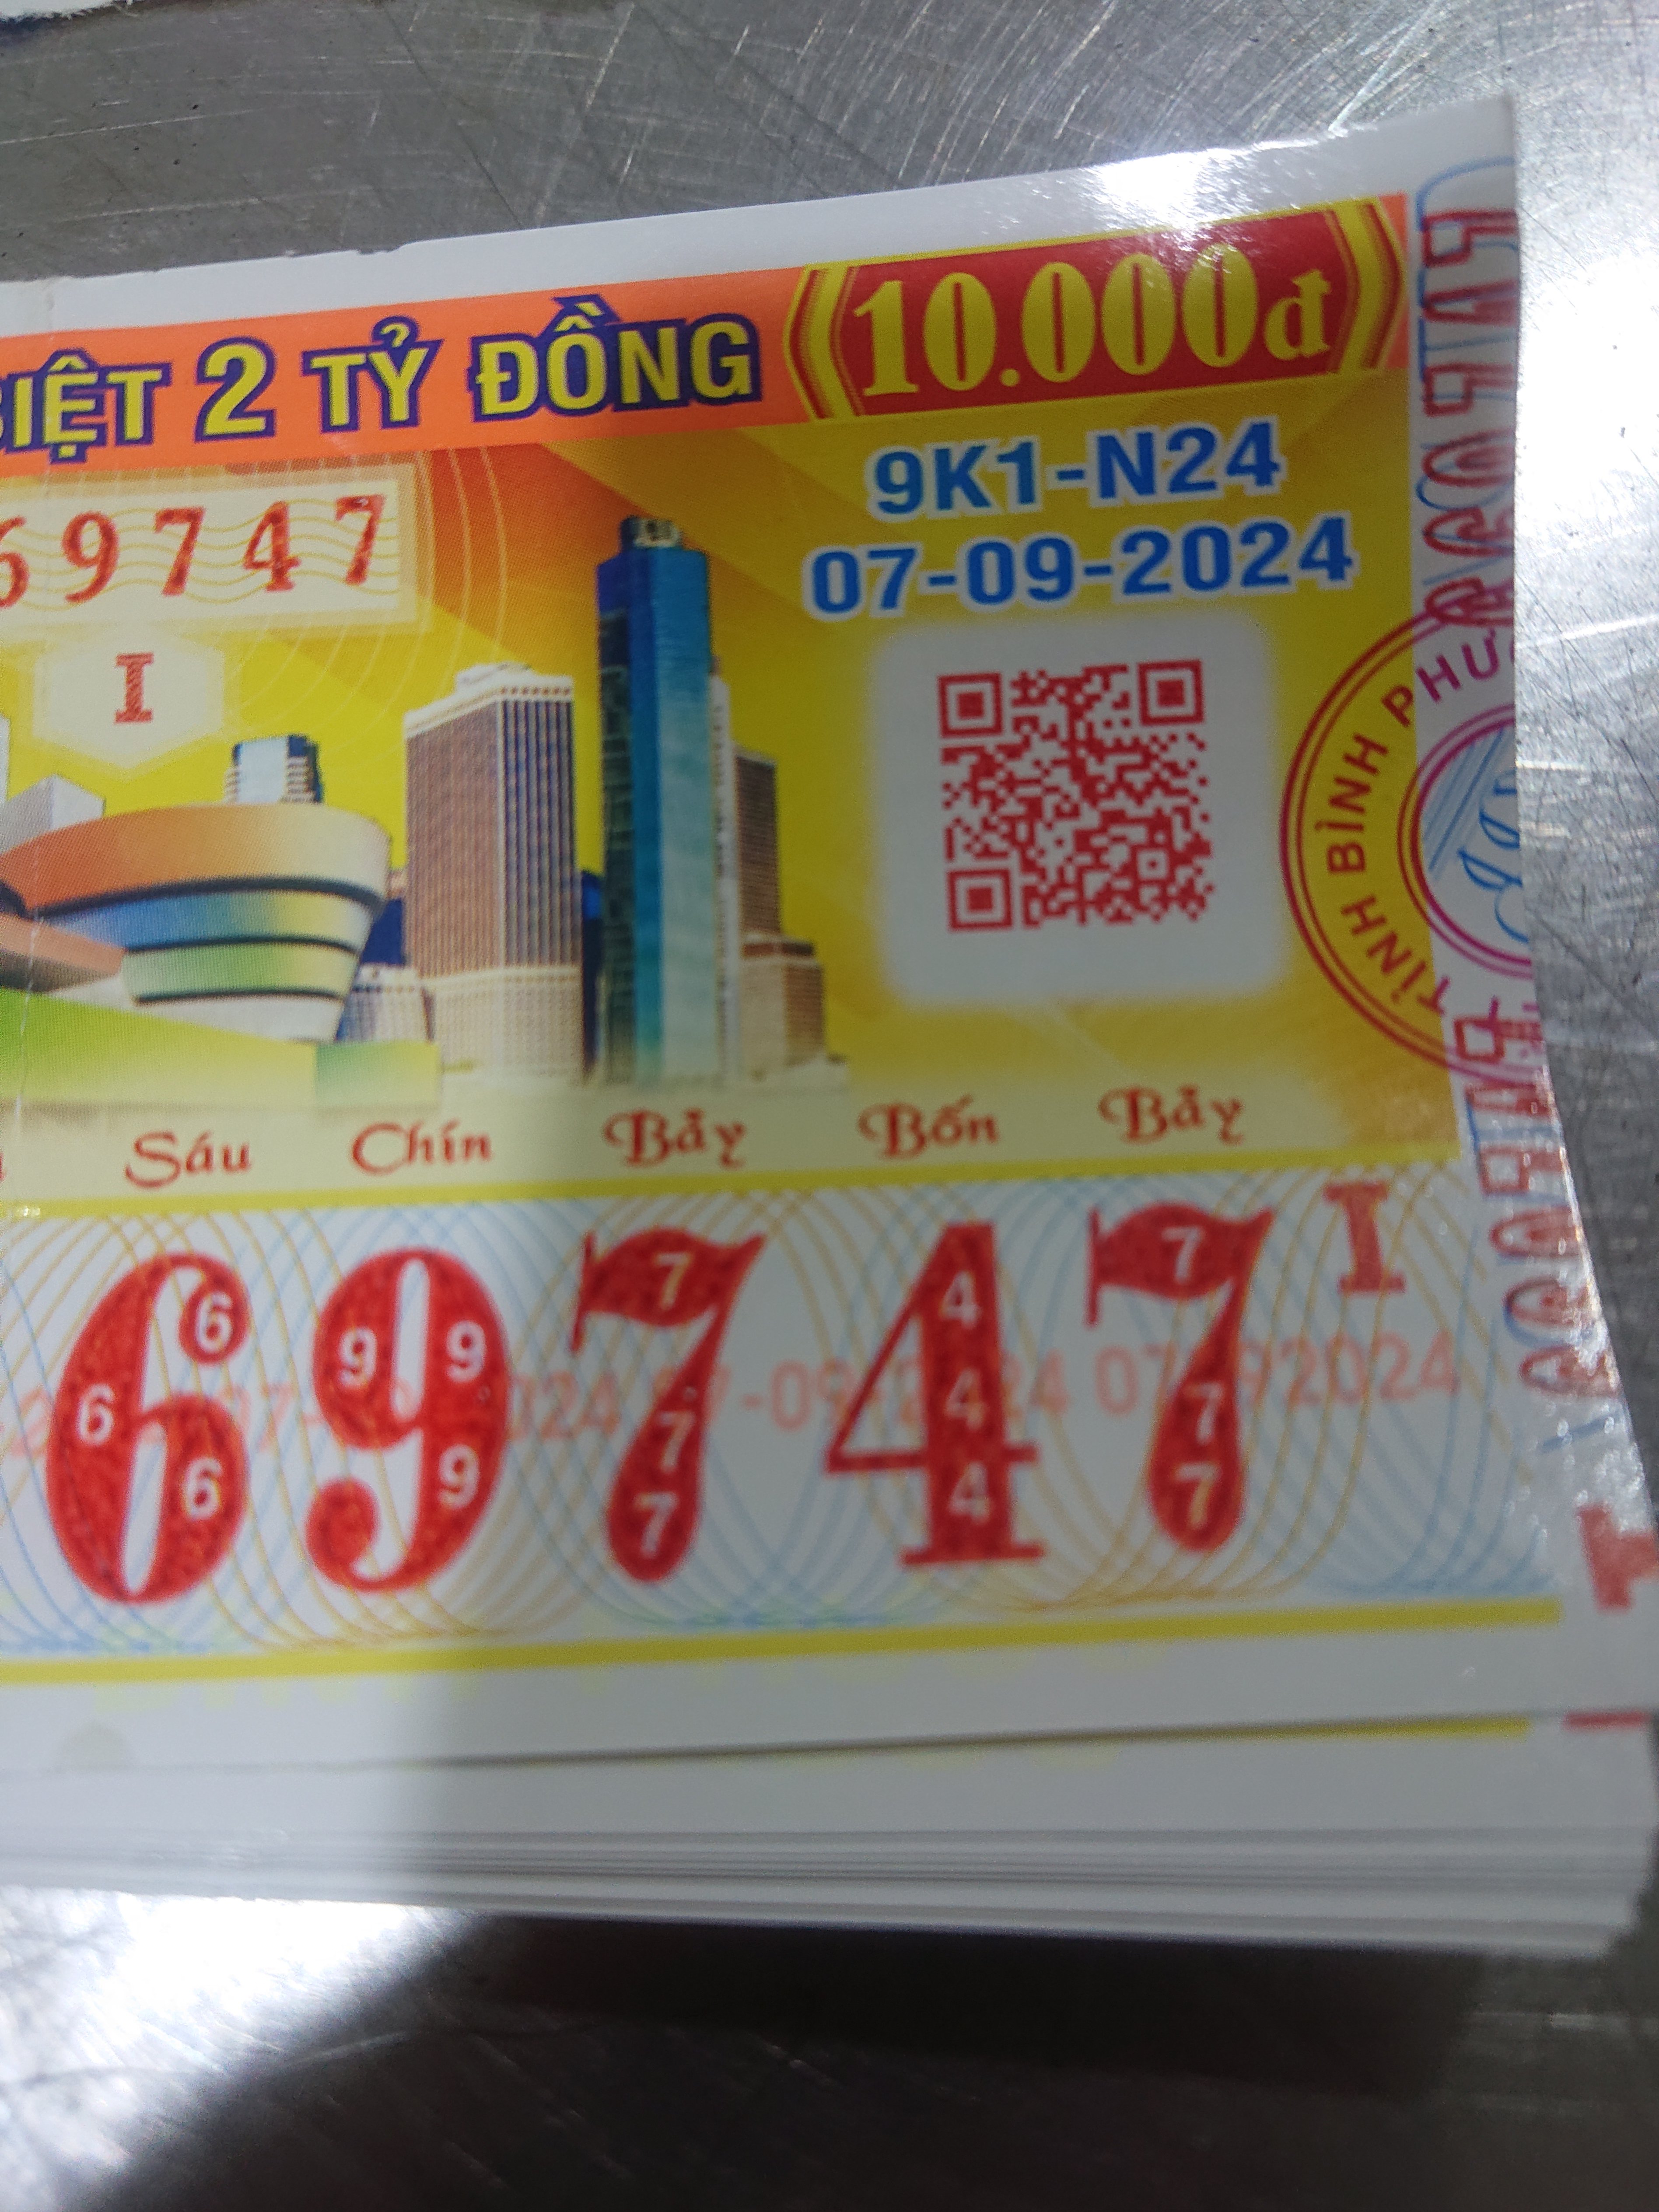 BIỆT 2 TỶ ĐỒNG
10.000đ
9K1-N24
07-09-2024
69747
I
TỈNH BÌNH
Sáu Chín Bảy Bốn Bảy
69747
I